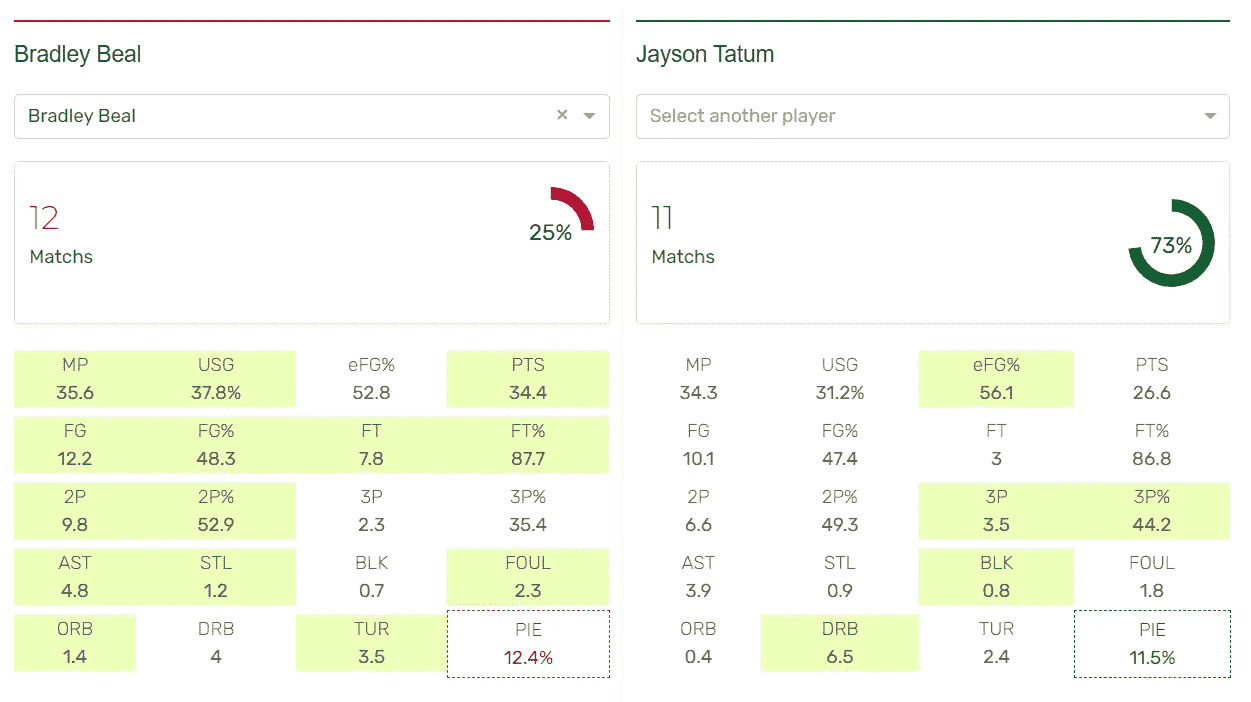 Bradley Beal
Bradley Beal × 
12
Matchs
25%
MP USG eFG% PTS
35.6 37.8% 52.8 34.4
FG FG% FT FT%
12.2 48.3 7.8 87.7
2P 2P% 3P 3P%
9.8 52.9 2.3 35.4
AST STL BLK FOUL
4.8 1.2 0.7 2.3
ORB DRB TUR PIE
1.4 4 3.5 12.4%
Jayson Tatum
Select another player
11
Matchs
73%
MP USG eFG% PTS
34.3 31.2% 56.1 26.6
FG FG% FT FT%
10.1 47.4 3 86.8
2P 2P% 3P 3P%
6.6 49.3 3.5 44.2
AST STL BLK FOUL
3.9 0.9 0.8 1.8
ORB DRB TUR PIE
0.4 6.5 2.4 11.5%